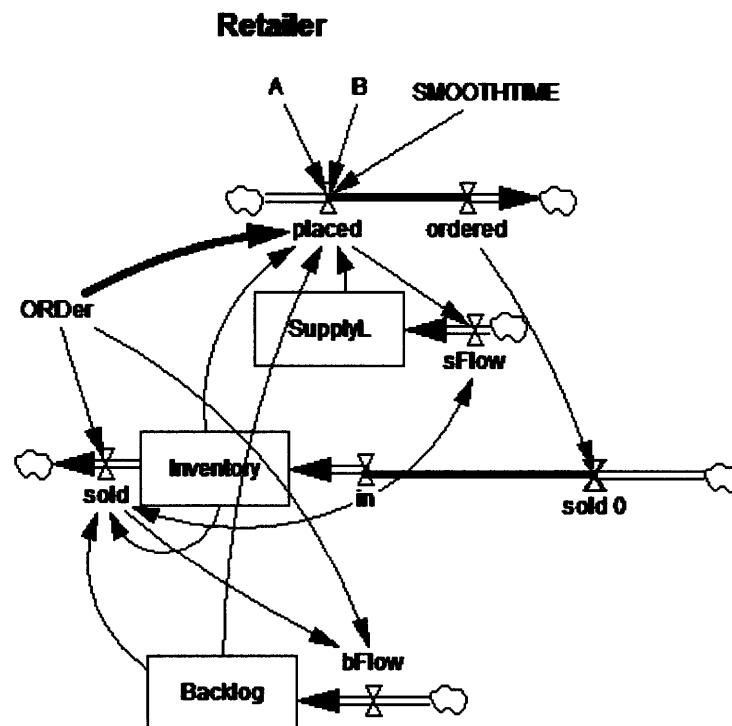 Retailer
A
B
SMOOTHTIME
placed
ordered
ORDer
SupplyL
sFlow
Inventory
sold
in
sold 0
bFlow
Backlog